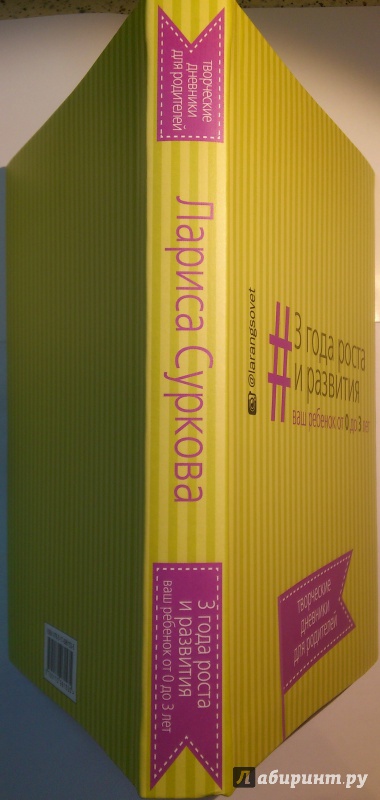 творческие
дневники
для родителей
Лариса Суркова
3 года роста
и развития
ваш ребенок от 0 до 3 лет
@larangsovet
#3 года роста
и развития
ваш ребенок от 0 до 3 лет
творческие
дневники
для родителей
Лабиринт.ру